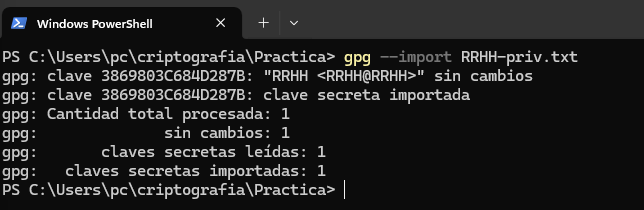 Windows PowerShell
PS C:\Users\pc\criptografia\Practica> gpg --import RRHH-priv.txt
gpg: clave 3869803C684D287B: "RRHH <RRHH@RRHH>" sin cambios
gpg: clave 3869803C684D287B: clave secreta importada
gpg: Cantidad total procesada: 1
gpg:               sin cambios: 1
gpg:       claves secretas leídas: 1
gpg:   claves secretas importadas: 1
PS C:\Users\pc\criptografia\Practica>